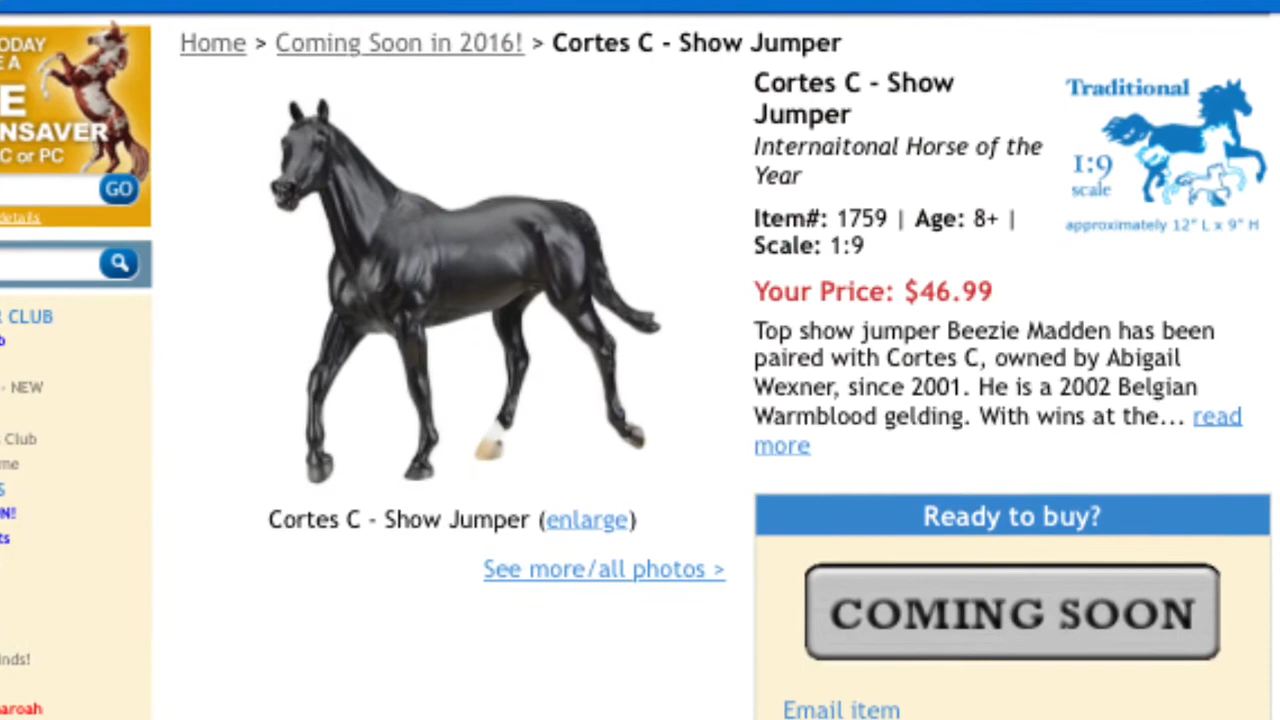 TODAY
E A
E
NSAVER
C or PC
GO
details
R CLUB
b
- NEW
s Club
me
S
N!
ts
inds!
aroah
Home > Coming Soon in 2016! > Cortes C - Show Jumper
Cortes C - Show Jumper (enlarge)
See more/all photos >
Cortes C - Show
Jumper
Internaitonal Horse of the
Year
Item#: 1759 | Age: 8+ |
Scale: 1:9
Traditional
1:9
scale
approximately 12" L x 9" H
Your Price: $46.99
Top show jumper Beezie Madden has been
paired with Cortes C, owned by Abigail
Wexner, since 2001. He is a 2002 Belgian
Warmblood gelding. With wins at the... read
more
Ready to buy?
COMING SOON
Email item